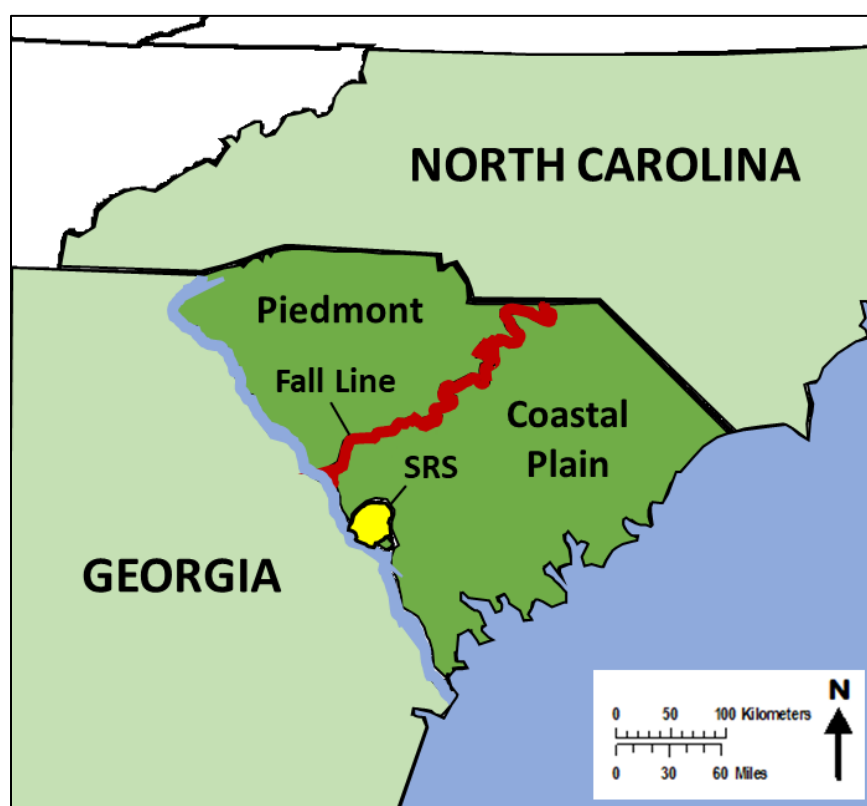 NORTH CAROLINA
Piedmont
Fall Line
Coastal
Plain
SRS
GEORGIA
N
0 50 100 Kilometers
0 30 60 Miles